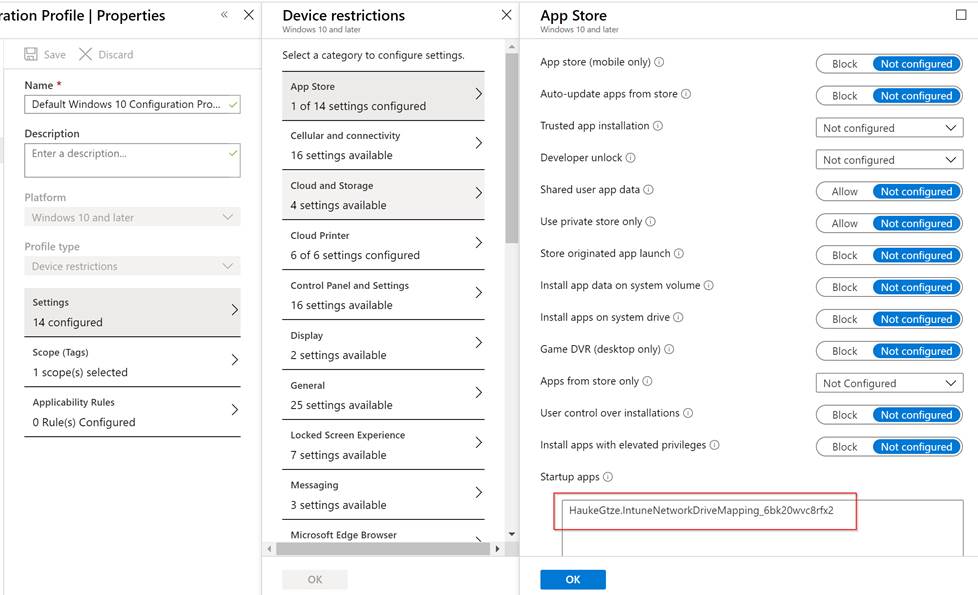 ration Profile | Properties
Save Discard
Name *
Default Windows 10 Configuration Pro...
Description
Enter a description...
Platform
Windows 10 and later
Profile type
Device restrictions
Settings
14 configured
Scope (Tags)
1 scope(s) selected
Applicability Rules
0 Rule(s) Configured
Device restrictions
Windows 10 and later
Select a category to configure settings.
App Store
1 of 14 settings configured
Cellular and connectivity
16 settings available
Cloud and Storage
4 settings available
Cloud Printer
6 of 6 settings configured
Control Panel and Settings
16 settings available
Display
2 settings available
General
25 settings available
Locked Screen Experience
7 settings available
Messaging
3 settings available
Microsoft Edge Browser
OK
App Store
Windows 10 and later
App store (mobile only) Block Not configured
Auto-update apps from store Block Not configured
Trusted app installation Not configured
Developer unlock Not configured
Shared user app data Allow Not configured
Use private store only Allow Not configured
Store originated app launch Block Not configured
Install app data on system volume Block Not configured
Install apps on system drive Block Not configured
Game DVR (desktop only) Block Not configured
Apps from store only Not Configured
User control over installations Block Not configured
Install apps with elevated privileges Block Not configured
Startup apps
HaukeGtze.IntuneNetworkDriveMapping_6bk20wvc8rfx2
OK